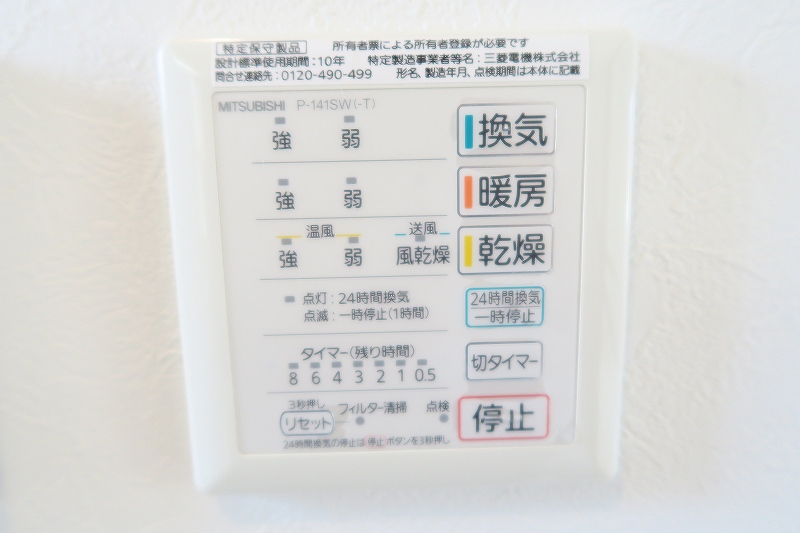 特定保守製品 所有者票による所有者登録が必要です
設計標準使用期間：10年 特定製造事業者等名：三菱電機株式会社
問合せ連絡先：0120-490-499 形名、製造年月、点検期間は本体に記載
MITSUBISHI P-141SW(-T)
強 弱 換気
強 弱 暖房
温風 送風
強 弱 風乾燥 乾燥
点灯：24時間換気
点滅：一時停止(1時間)
24時間換気
一時停止
タイマー(残り時間)
8 6 4 3 2 1 0.5
切タイマー
3秒押し
リセット フィルター清掃 点検
停止
24時間換気の停止は 停止 ボタンを3秒押し